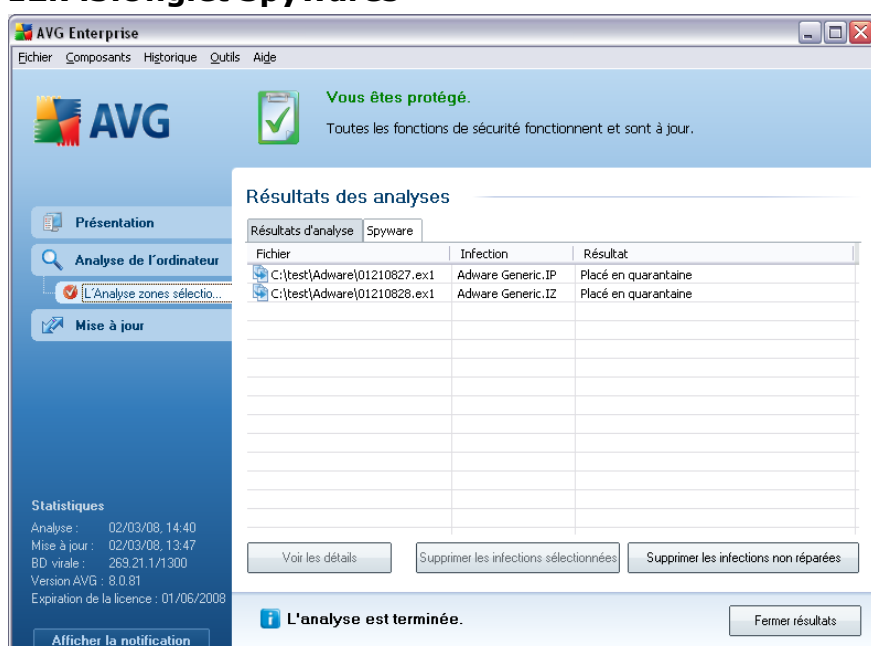 AVG Enterprise
Fichier Composants Historique Outils Aide
AVG
Vous êtes protégé.
Toutes les fonctions de sécurité fonctionnent et sont à jour.
Présentation
Analyse de l´ordinateur
L´Analyse zones sélectio...
Mise à jour
Résultats des analyses
Résultats d'analyse Spyware
Fichier Infection Résultat
C:\test\Adware\01210827.ex1 Adware Generic.IP Placé en quarantaine
C:\test\Adware\01210828.ex1 Adware Generic.IZ Placé en quarantaine
Voir les détails Supprimer les infections sélectionnées Supprimer les infections non réparées
Statistiques
Analyse : 02/03/08, 14:40
Mise à jour : 02/03/08, 13:47
BD virale : 269.21.1/1300
Version AVG : 8.0.81
Expiration de la licence : 01/06/2008
Afficher la notification
L'analyse est terminée.
Fermer résultats